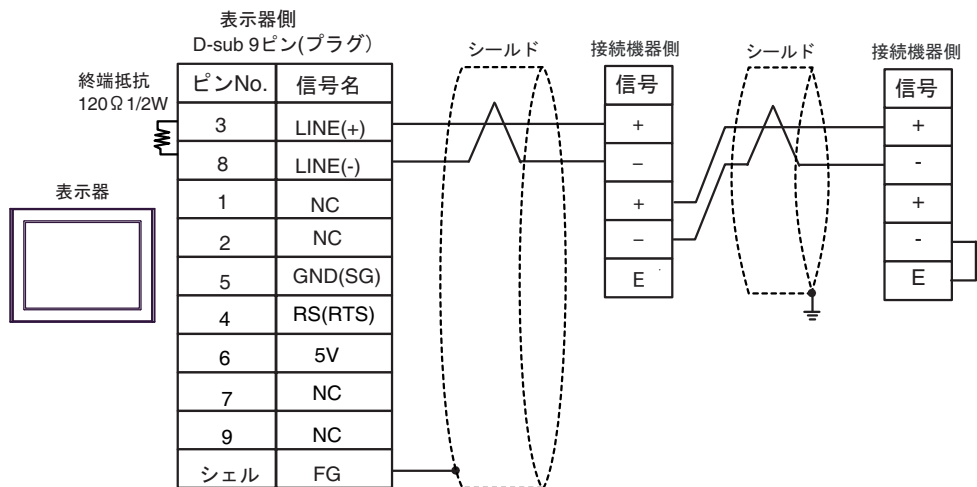 表示器側
D-sub 9ピン(プラグ)
シールド
接続機器側
シールド
接続機器側
終端抵抗
120Ω1/2W
ピンNo. 信号名
3 LINE(+)
8 LINE(-)
1 NC
2 NC
5 GND(SG)
4 RS(RTS)
6 5V
7 NC
9 NC
シェル FG
表示器
信号
+
−
+
−
E
信号
+
-
+
-
E